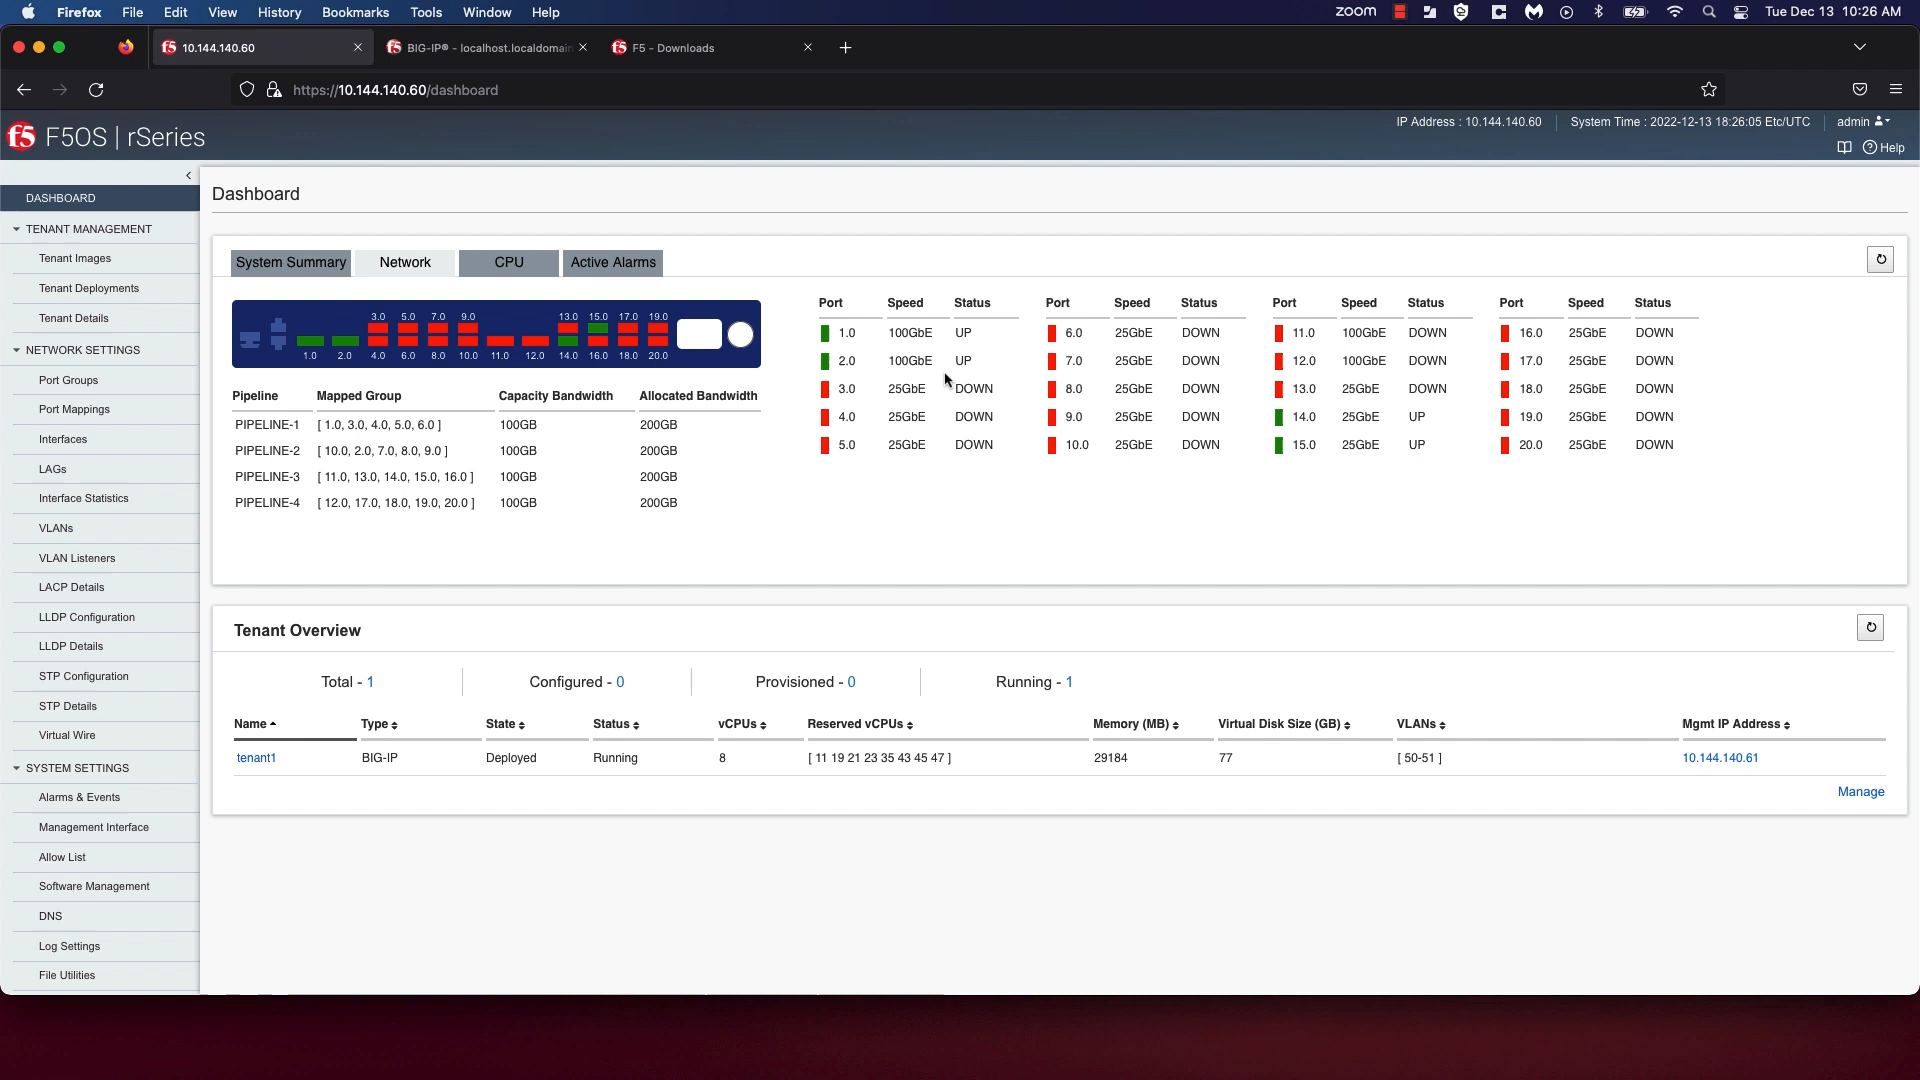 Firefox File Edit View History Bookmarks Tools Window Help zoom Tue Dec 13 10:26 AM
10.144.140.60 BIG-IP® - localhost.localdomain F5 - Downloads
https://10.144.140.60/dashboard
F5OS | rSeries
IP Address : 10.144.140.60 System Time : 2022-12-13 18:26:05 Etc/UTC admin
Help
DASHBOARD
TENANT MANAGEMENT
Tenant Images
Tenant Deployments
Tenant Details
NETWORK SETTINGS
Port Groups
Port Mappings
Interfaces
LAGs
Interface Statistics
VLANs
VLAN Listeners
LACP Details
LLDP Configuration
LLDP Details
STP Configuration
STP Details
Virtual Wire
SYSTEM SETTINGS
Alarms & Events
Management Interface
Allow List
Software Management
DNS
Log Settings
File Utilities
Dashboard
System Summary Network CPU Active Alarms
3.0 5.0 7.0 9.0 13.0 15.0 17.0 19.0
1.0 2.0 4.0 6.0 8.0 10.0 11.0 12.0 14.0 16.0 18.0 20.0
Pipeline Mapped Group Capacity Bandwidth Allocated Bandwidth
PIPELINE-1 [ 1.0, 3.0, 4.0, 5.0, 6.0 ] 100GB 200GB
PIPELINE-2 [ 10.0, 2.0, 7.0, 8.0, 9.0 ] 100GB 200GB
PIPELINE-3 [ 11.0, 13.0, 14.0, 15.0, 16.0 ] 100GB 200GB
PIPELINE-4 [ 12.0, 17.0, 18.0, 19.0, 20.0 ] 100GB 200GB
Port Speed Status Port Speed Status Port Speed Status Port Speed Status
1.0 100GbE UP 6.0 25GbE DOWN 11.0 100GbE DOWN 16.0 25GbE DOWN
2.0 100GbE UP 7.0 25GbE DOWN 12.0 100GbE DOWN 17.0 25GbE DOWN
3.0 25GbE DOWN 8.0 25GbE DOWN 13.0 25GbE DOWN 18.0 25GbE DOWN
4.0 25GbE DOWN 9.0 25GbE DOWN 14.0 25GbE UP 19.0 25GbE DOWN
5.0 25GbE DOWN 10.0 25GbE DOWN 15.0 25GbE UP 20.0 25GbE DOWN
Tenant Overview
Total - 1 Configured - 0 Provisioned - 0 Running - 1
Name Type State Status vCPUs Reserved vCPUs Memory (MB) Virtual Disk Size (GB) VLANs Mgmt IP Address
tenant1 BIG-IP Deployed Running 8 [ 11 19 21 23 35 43 45 47 ] 29184 77 [ 50-51 ] 10.144.140.61
Manage